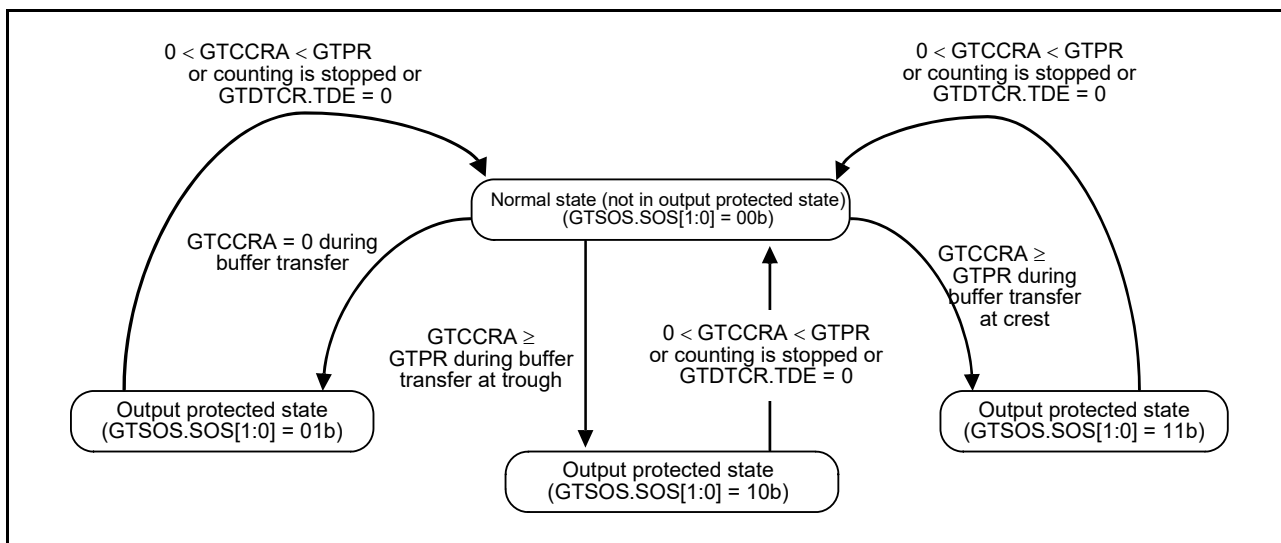 0 < GTCCRA < GTPR
or counting is stopped or
GTDTCR.TDE = 0
0 < GTCCRA < GTPR
or counting is stopped or
GTDTCR.TDE = 0
Normal state (not in output protected state)
(GTSOS.SOS[1:0] = 00b)
GTCCRA = 0 during
buffer transfer
GTCCRA ≥
GTPR during buffer
transfer at trough
0 < GTCCRA < GTPR
or counting is stopped or
GTDTCR.TDE = 0
GTCCRA ≥
GTPR during
buffer transfer
at crest
Output protected state
(GTSOS.SOS[1:0] = 01b)
Output protected state
(GTSOS.SOS[1:0] = 10b)
Output protected state
(GTSOS.SOS[1:0] = 11b)